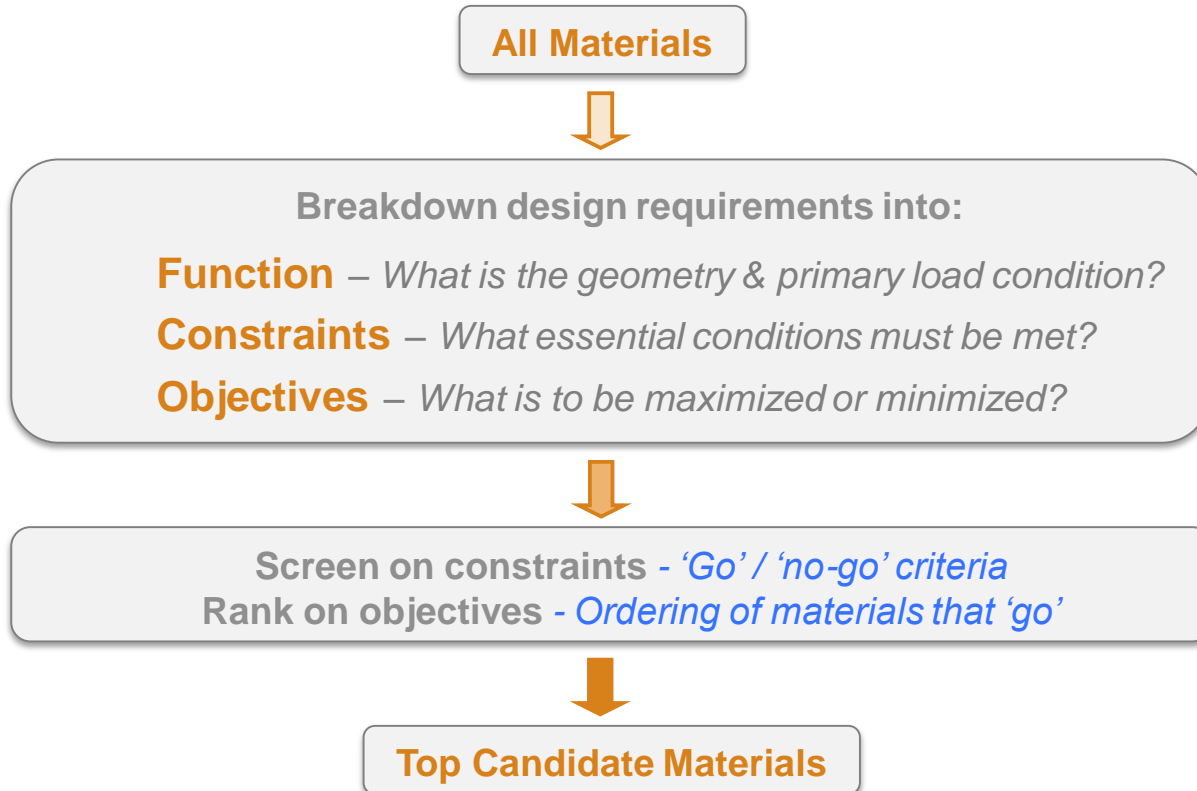 All Materials
Breakdown design requirements into:
Function – What is the geometry & primary load condition?
Constraints – What essential conditions must be met?
Objectives – What is to be maximized or minimized?
Screen on constraints - ‘Go’ / ‘no-go’ criteria
Rank on objectives - Ordering of materials that ‘go’
Top Candidate Materials